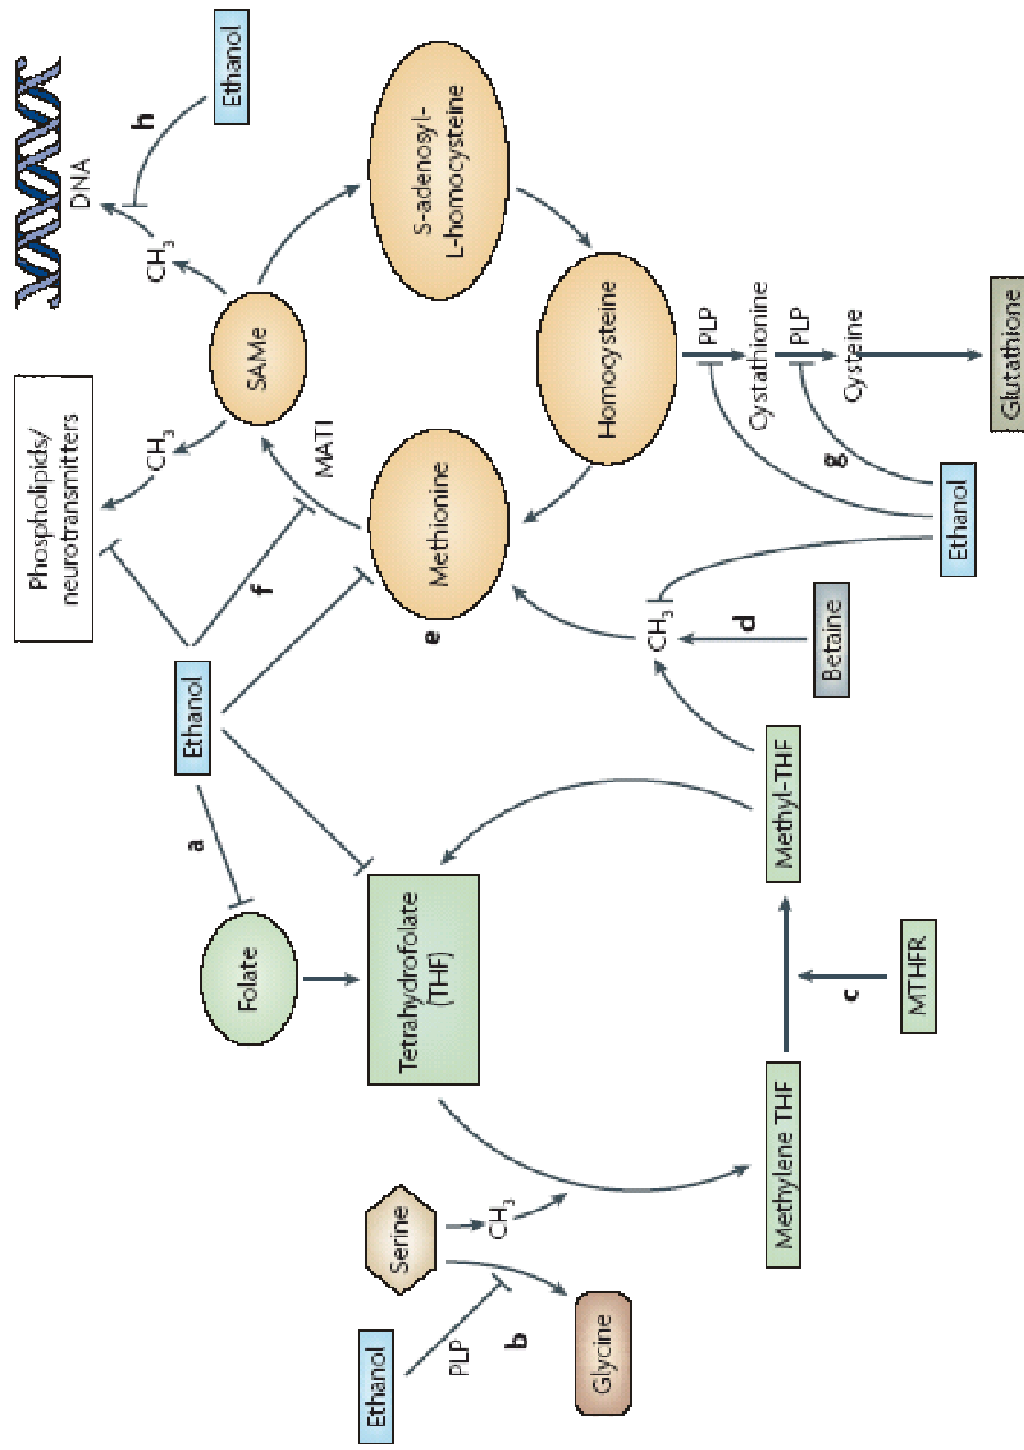 DNA
h
Ethanol
CH3
Phospholipids/
neurotransmitters
CH3
SAMe
S-adenosyl-
L-homocysteine
MATI
f
Ethanol
a
Folate
Methionine
e
Homocysteine
PLP
Cystathionine
PLP
Cysteine
Glutathione
g
Ethanol
CH3
d
Betaine
Tetrahydrofolate
(THF)
Methyl-THF
c
MTHFR
Methylene THF
Serine
CH3
Ethanol
PLP
b
Glycine